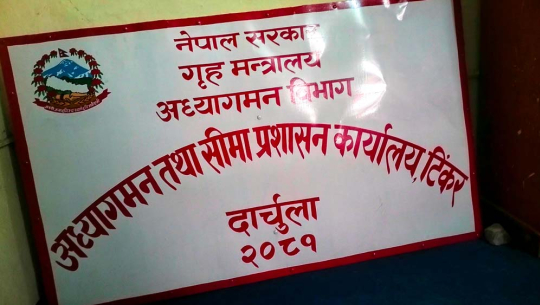 नेपाल सरकार
गृह मन्त्रालय
अध्यागमन विभाग
अध्यागमन तथा सीमा प्रशासन कार्यालय, टिंकर
दार्चुला
२०८१